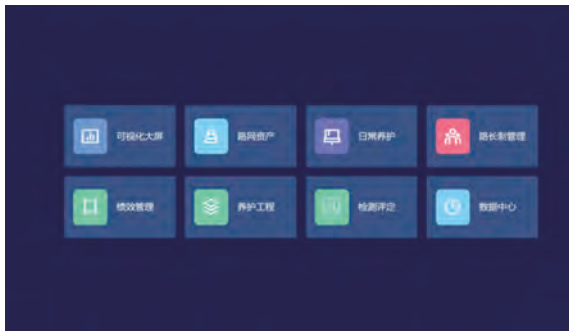 可视化大屏
路网资产
日常养护
路长制管理
绩效管理
养护工程
检测评定
数据中心